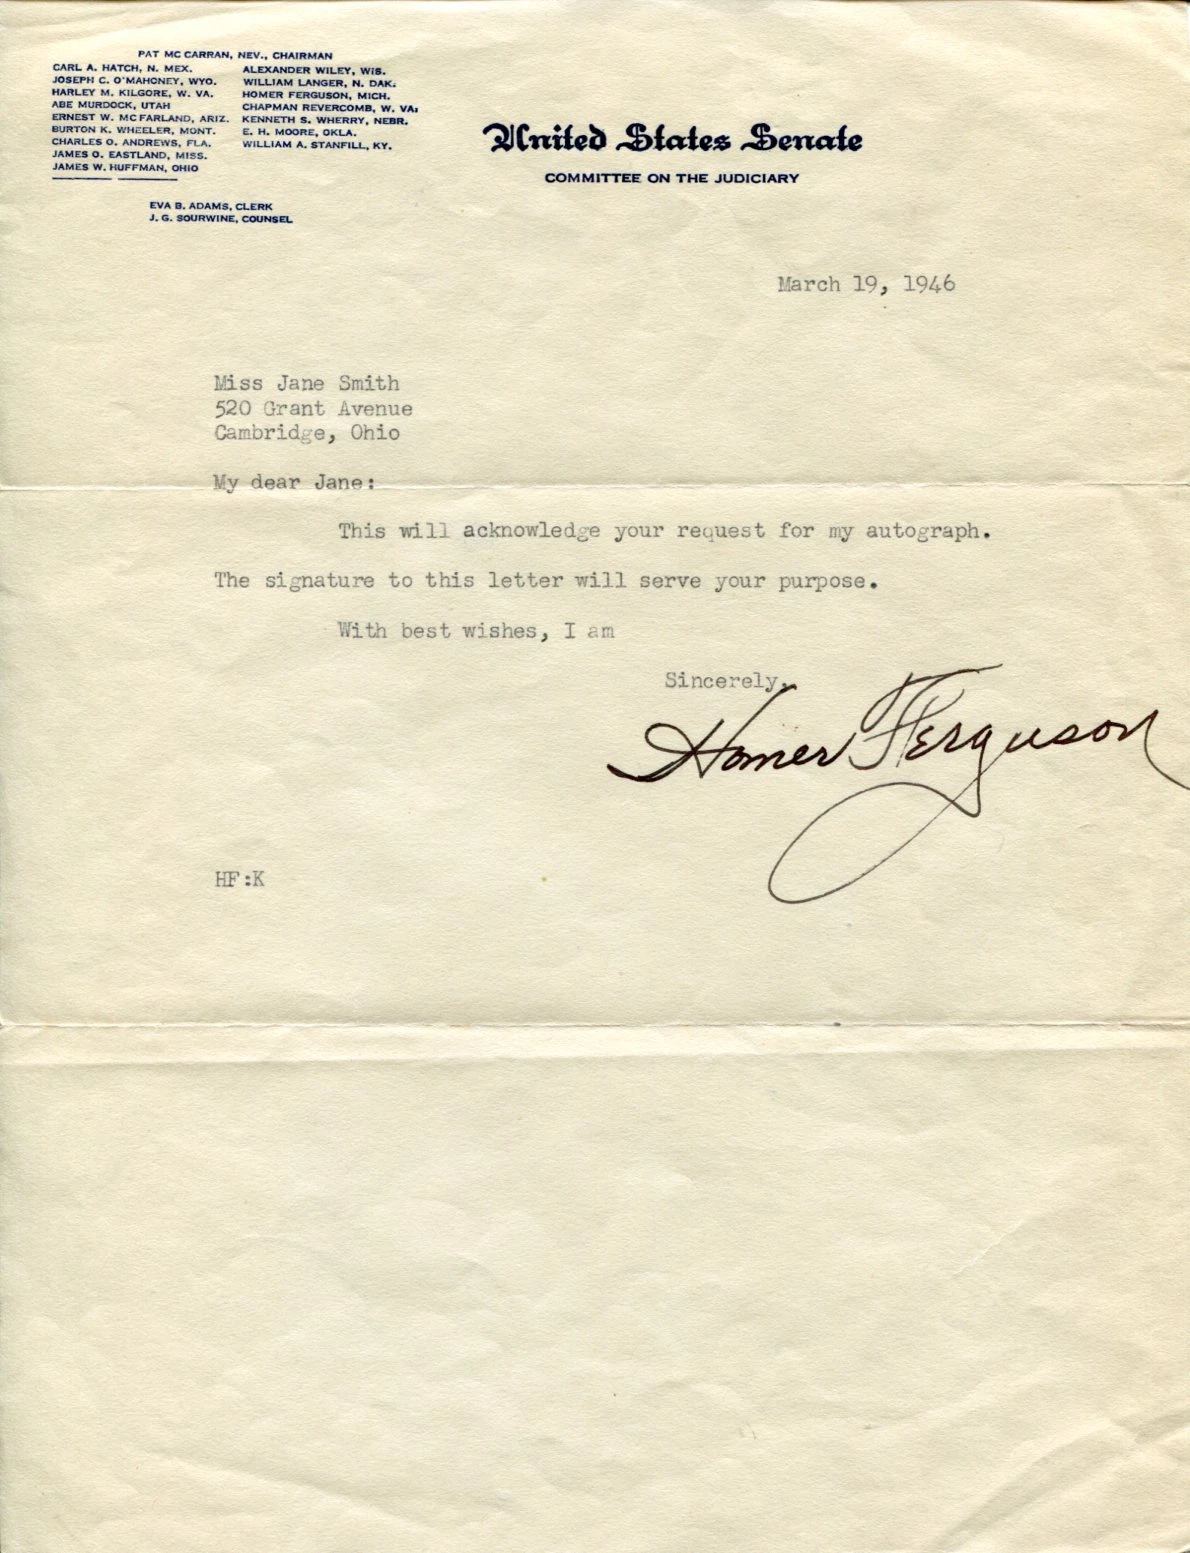 PAT MC CARRAN, NEV., CHAIRMAN
CARL A. HATCH, N. MEX.
JOSEPH C. O'MAHONEY, WYO.
HARLEY M. KILGORE, W. VA.
ABE MURDOCK, UTAH
ERNEST W. MCFARLAND, ARIZ.
BURTON K. WHEELER, MONT.
CHARLES O. ANDREWS, FLA.
JAMES O. EASTLAND, MISS.
JAMES W. HUFFMAN, OHIO
ALEXANDER WILEY, WIS.
WILLIAM LANGER, N. DAK.
HOMER FERGUSON, MICH.
CHAPMAN REVERCOMB, W. VA.
KENNETH S. WHERRY, NEBR.
E. H. MOORE, OKLA.
WILLIAM A. STANFILL, KY.
EVA B. ADAMS, CLERK
J. G. SOURWINE, COUNSEL
United States Senate
COMMITTEE ON THE JUDICIARY
March 19, 1946
Miss Jane Smith
520 Grant Avenue
Cambridge, Ohio
My dear Jane:
This will acknowledge your request for my autograph.
The signature to this letter will serve your purpose.
With best wishes, I am
Sincerely,
Homer Ferguson
HF:K